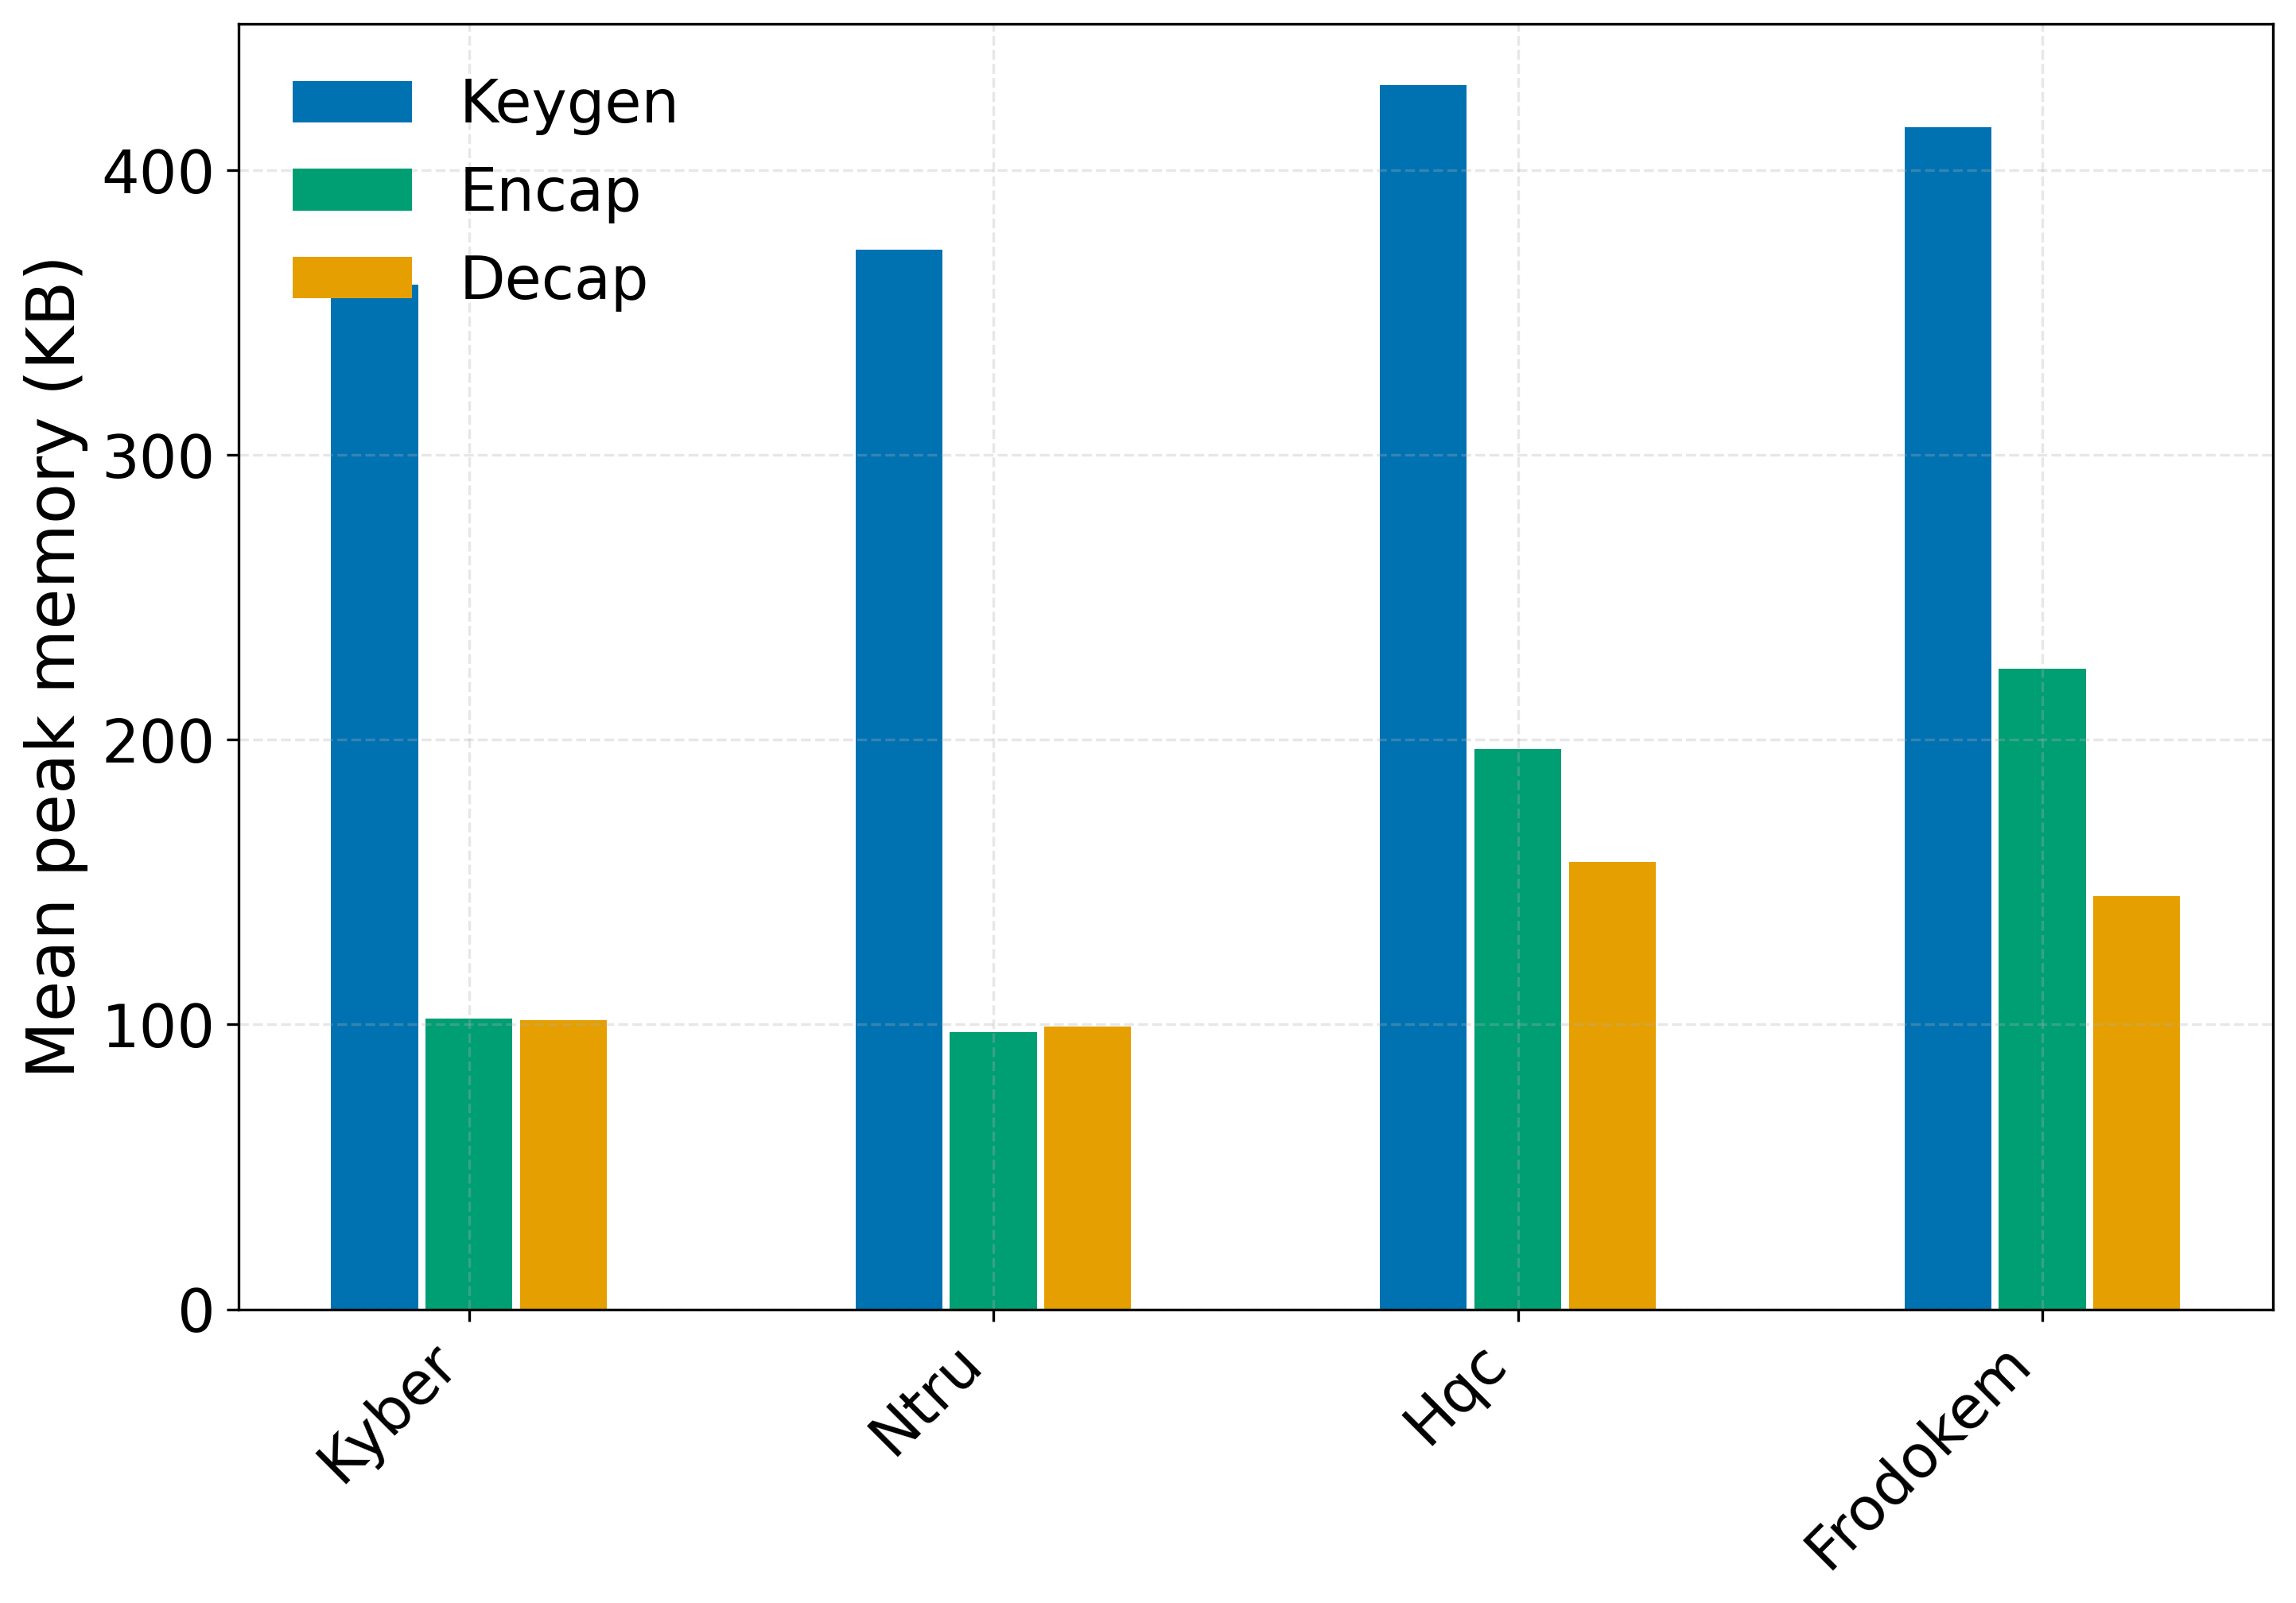 Keygen
Encap
Decap
Mean peak memory (KB)
400
300
200
100
0
Kyber
Ntru
Hqc
Frodokem